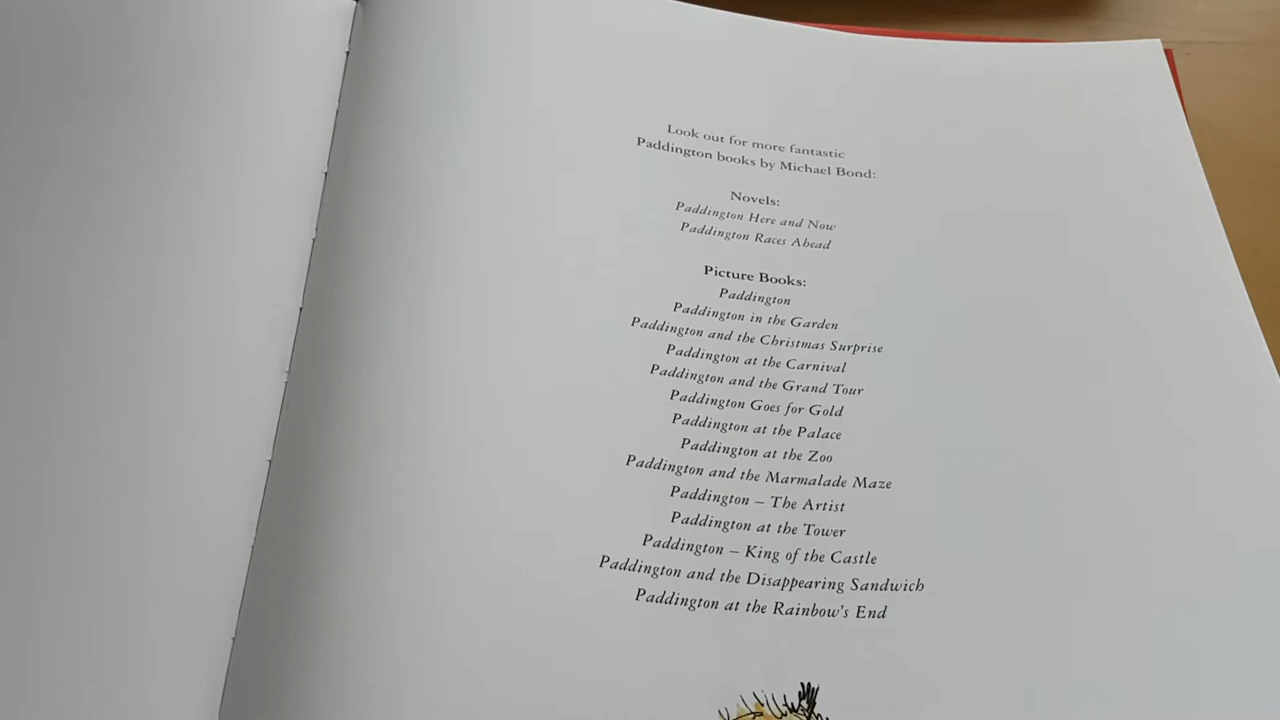 Look out for more fantastic
Paddington books by Michael Bond:
Novels:
Paddington Here and Now
Paddington Races Ahead
Picture Books:
Paddington
Paddington in the Garden
Paddington and the Christmas Surprise
Paddington at the Carnival
Paddington and the Grand Tour
Paddington Goes for Gold
Paddington at the Palace
Paddington at the Zoo
Paddington and the Marmalade Maze
Paddington – The Artist
Paddington at the Tower
Paddington – King of the Castle
Paddington and the Disappearing Sandwich
Paddington at the Rainbow's End